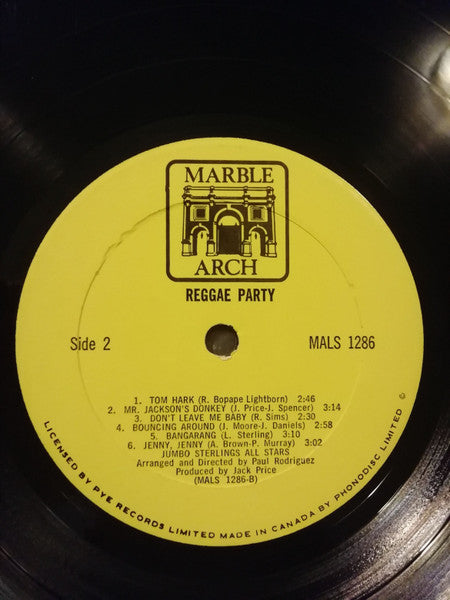 MARBLE
ARCH
REGGAE PARTY
Side 2
MALS 1286
1. TOM HARK (R. Bopape Lightborn) 2:46
2. MR. JACKSON'S DONKEY (J. Price-J. Spencer) 3:14
3. DON'T LEAVE ME BABY (R. Sims) 2:30
4. BOUNCING AROUND (J. Moore-J. Daniels) 2:58
5. BANGARANG (L. Sterling) 3:10
6. JENNY, JENNY (A. Brown-P. Murray) 3:02
JUMBO STERLINGS ALL STARS
Arranged and Directed by Paul Rodriguez
Produced by Jack Price
(MALS 1286-B)
LICENSED BY PYE RECORDS LIMITED MADE IN CANADA BY PHONODISC LIMITED ©